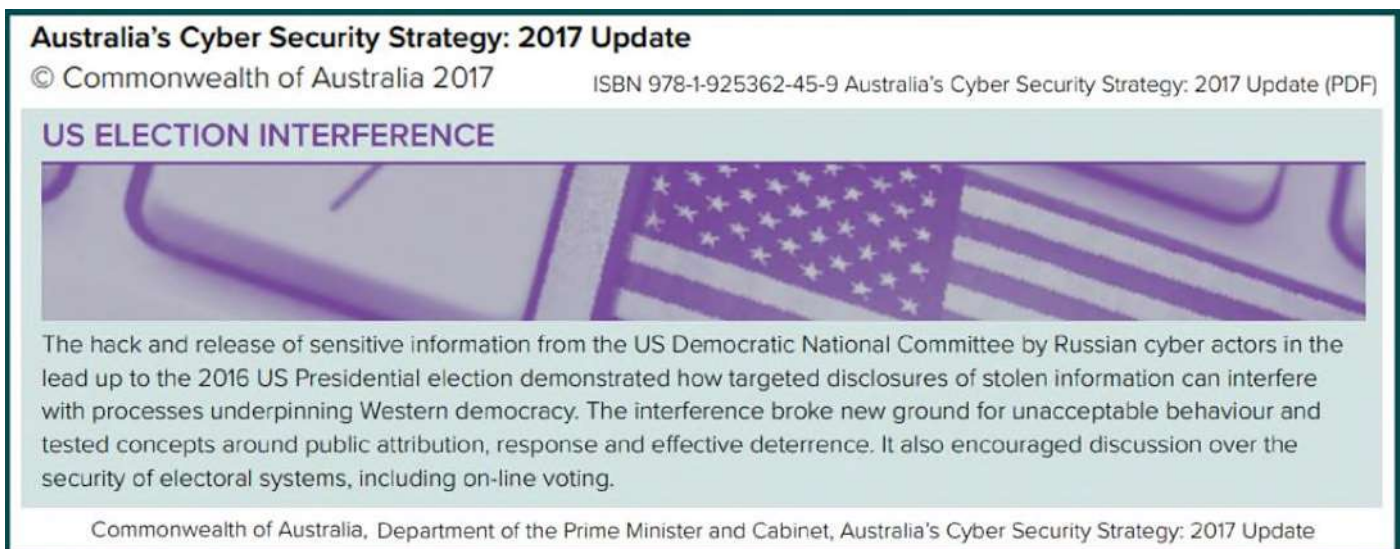 Australia's Cyber Security Strategy: 2017 Update
© Commonwealth of Australia 2017
ISBN 978-1-925362-45-9 Australia's Cyber Security Strategy: 2017 Update (PDF)
US ELECTION INTERFERENCE
The hack and release of sensitive information from the US Democratic National Committee by Russian cyber actors in the
lead up to the 2016 US Presidential election demonstrated how targeted disclosures of stolen information can interfere
with processes underpinning Western democracy. The interference broke new ground for unacceptable behaviour and
tested concepts around public attribution, response and effective deterrence. It also encouraged discussion over the
security of electoral systems, including on-line voting.
Commonwealth of Australia, Department of the Prime Minister and Cabinet, Australia's Cyber Security Strategy: 2017 Update